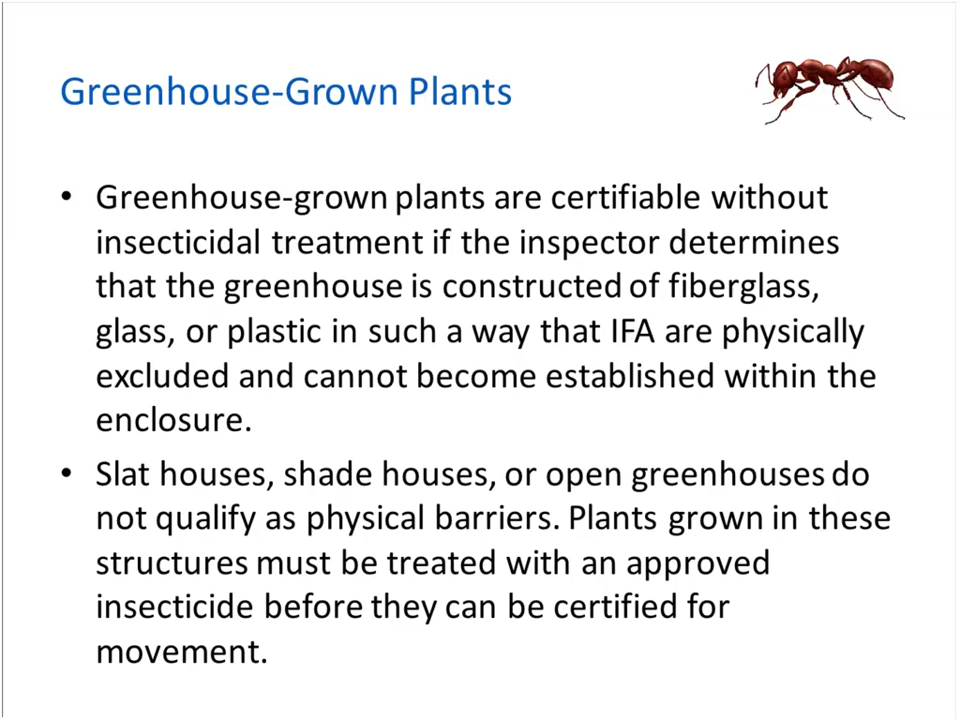 Greenhouse-Grown Plants
• Greenhouse-grown plants are certifiable without
insecticidal treatment if the inspector determines
that the greenhouse is constructed of fiberglass,
glass, or plastic in such a way that IFA are physically
excluded and cannot become established within the
enclosure.
• Slat houses, shade houses, or open greenhouses do
not qualify as physical barriers. Plants grown in these
structures must be treated with an approved
insecticide before they can be certified for
movement.